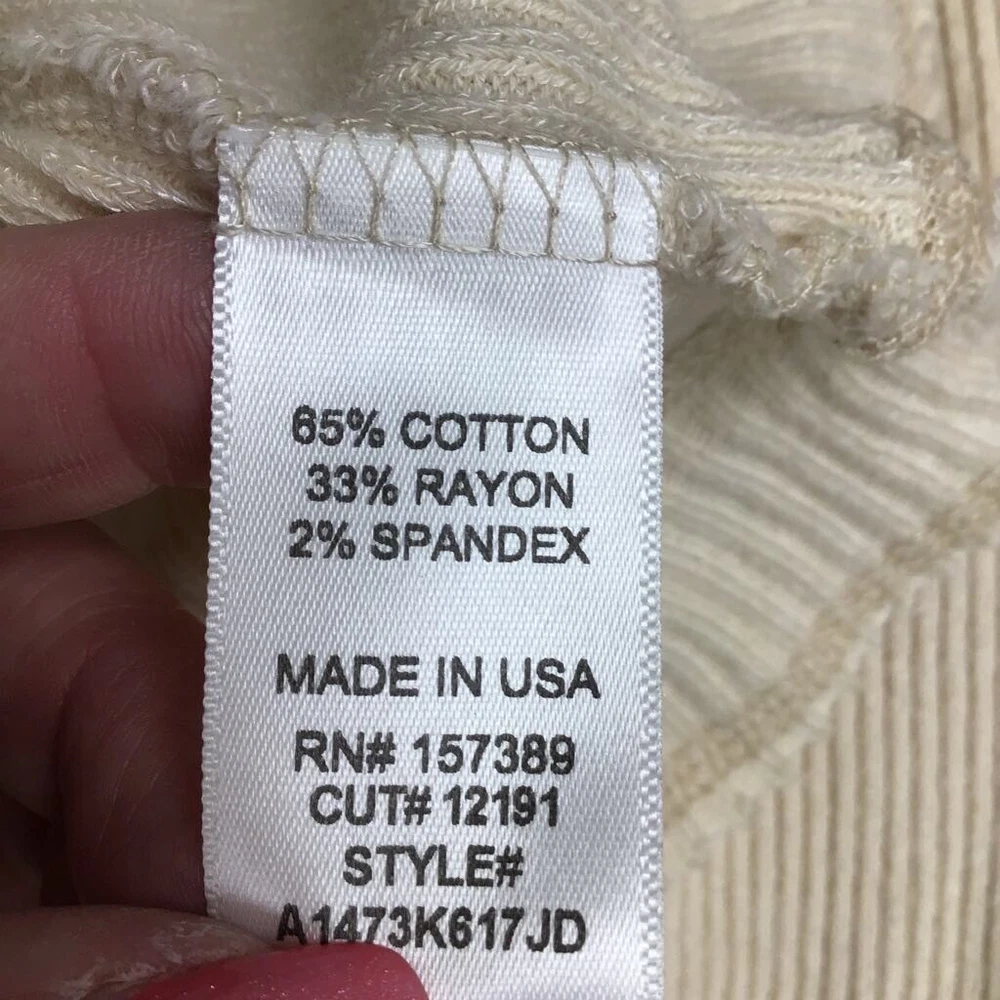 65% COTTON
33% RAYON
2% SPANDEX
MADE IN USA
RN# 157389
CUT# 12191
STYLE#
A1473K617JD